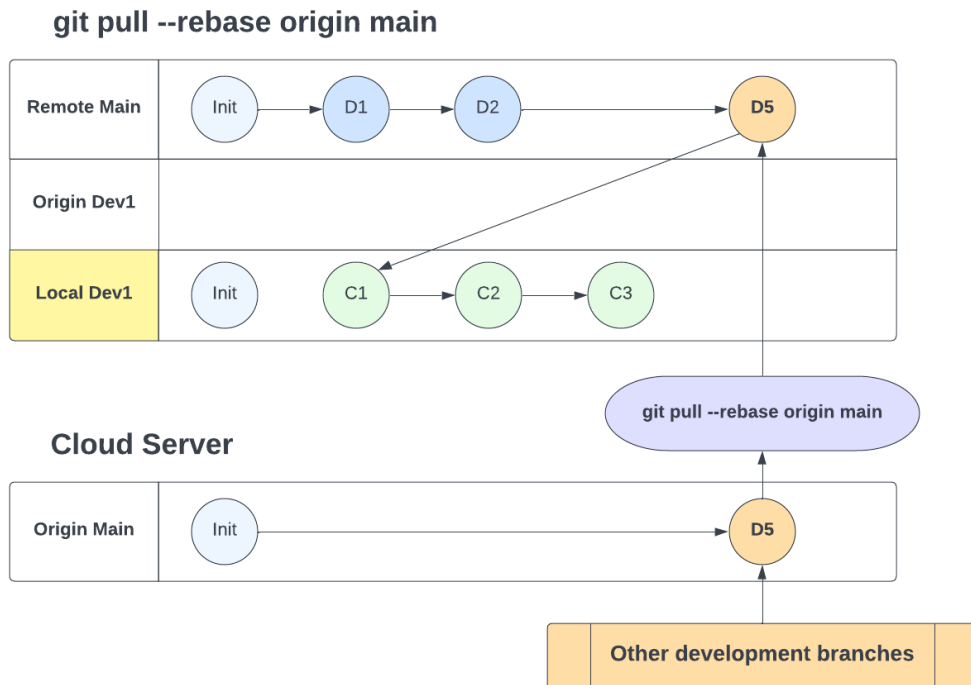 git pull --rebase origin main
Remote Main
Init
D1
D2
D5
Origin Dev1
Local Dev1
Init
C1
C2
C3
git pull --rebase origin main
Cloud Server
Origin Main
Init
D5
Other development branches